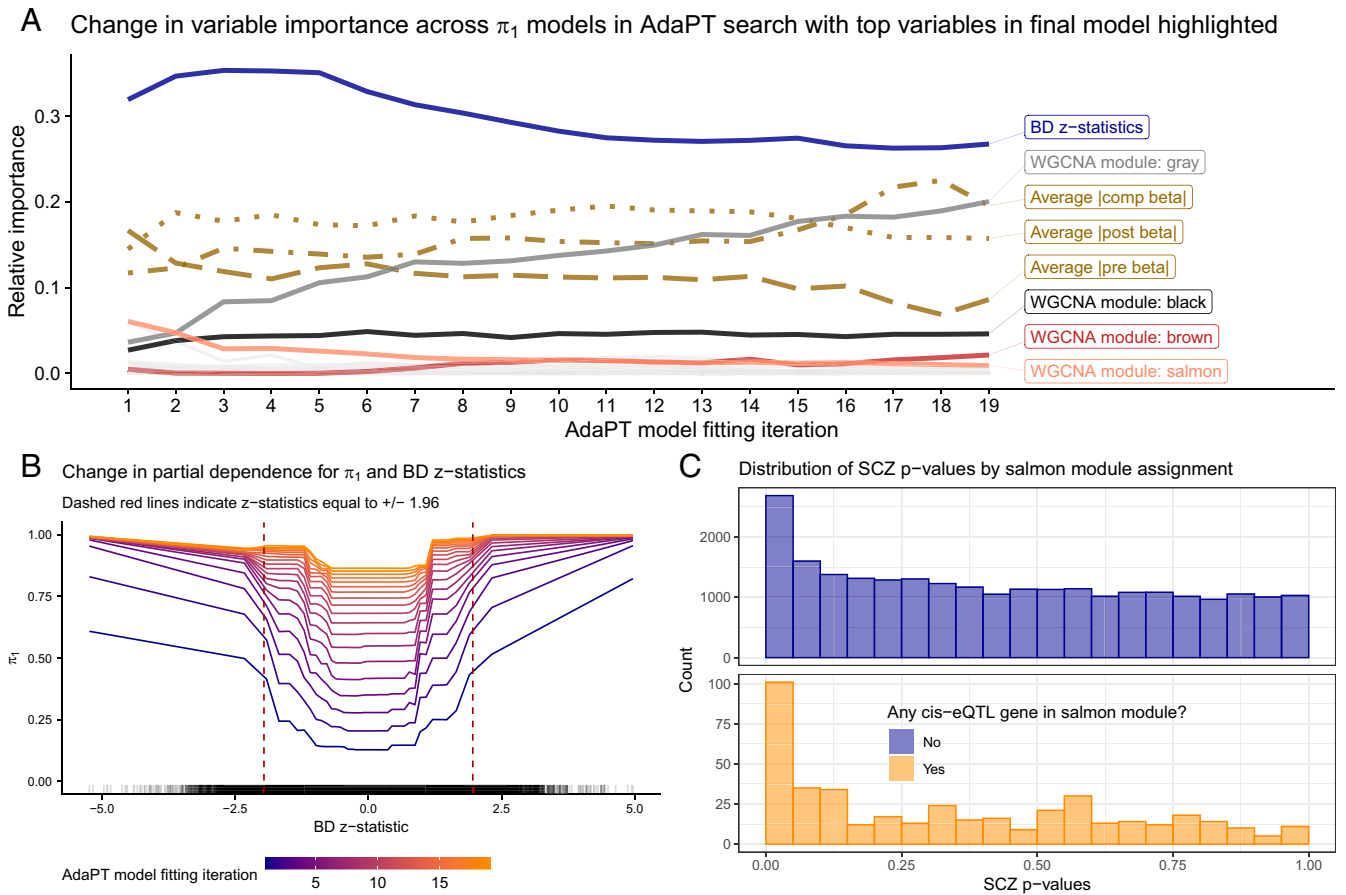 A
Change in variable importance across π1 models in AdaPT search with top variables in final model highlighted
Relative importance
0.3
0.2
0.1
0.0
BD z−statistics
WGCNA module: gray
Average |comp beta|
Average |post beta|
Average |pre beta|
WGCNA module: black
WGCNA module: brown
WGCNA module: salmon
1 2 3 4 5 6 7 8 9 10 11 12 13 14 15 16 17 18 19
AdaPT model fitting iteration
B
Change in partial dependence for π1 and BD z−statistics
Dashed red lines indicate z−statistics equal to +/− 1.96
π1
1.00
0.75
0.50
0.25
0.00
−5.0 −2.5 0.0 2.5 5.0
BD z−statistic
AdaPT model fitting iteration
5 10 15
C
Distribution of SCZ p−values by salmon module assignment
Count
2000
1000
0
100
75
50
25
0
Any cis−eQTL gene in salmon module?
No
Yes
0.00 0.25 0.50 0.75 1.00
SCZ p−values